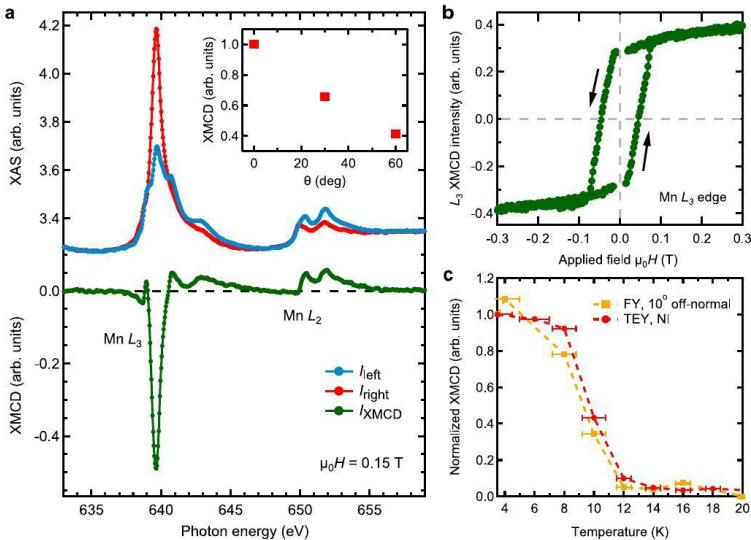 a
4.2
4.0
3.8
3.6
3.4
0.0
-0.2
-0.4
XAS (arb. units)
XMCD (arb. units)
1.0
0.8
0.6
0.4
XMCD (arb. units)
0 20 40 60
θ (deg)
Mn L3
Mn L2
Ileft
Iright
IXMCD
μ0H = 0.15 T
635 640 645 650 655
Photon energy (eV)
b
0.4
0.2
0.0
-0.2
-0.4
L3 XMCD intensity (arb. units)
Mn L3 edge
-0.3 -0.2 -0.1 0.0 0.1 0.2 0.3
Applied field μ0H (T)
c
1.2
1.0
0.8
0.6
0.4
0.2
0.0
Normalized XMCD (arb. units)
FY, 10° off-normal
TEY, NI
4 6 8 10 12 14 16 18 20
Temperature (K)